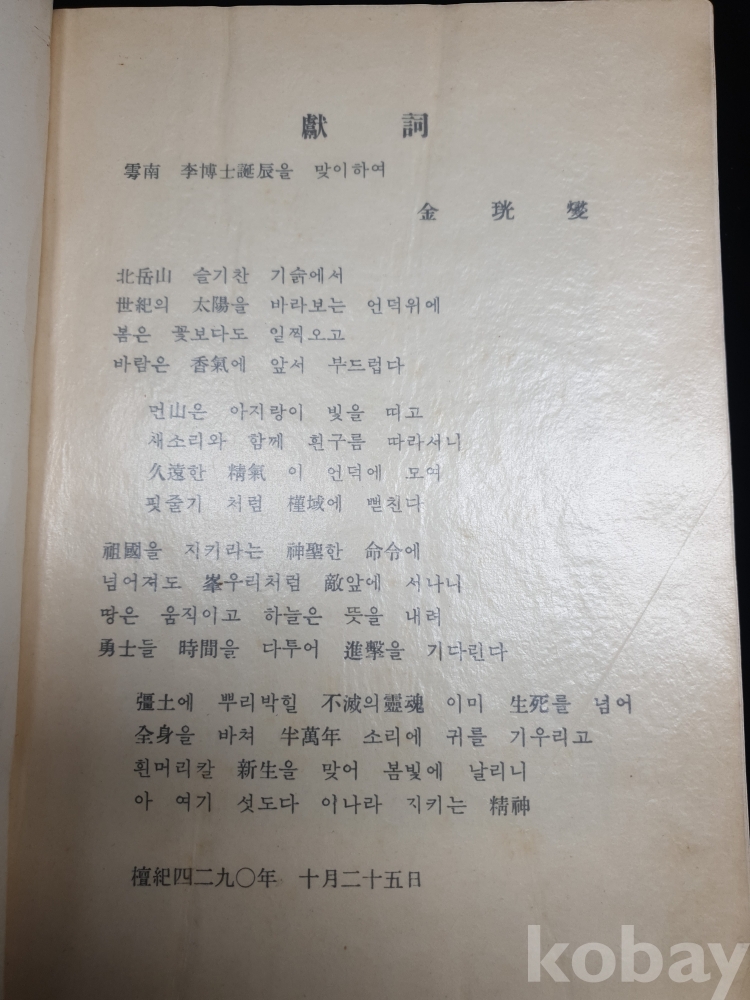 獻 詞
雩南 李博士誕辰을 맞이하여
金 珖 燮
北岳山 슬기찬 기슭에서
世紀의 太陽을 바라보는 언덕위에
봄은 꽃보다도 일찍오고
바람은 香氣에 앞서 부드럽다
먼山은 아지랑이 빛을 띠고
새소리와 함께 흰구름 따라서니
久遠한 精氣 이 언덕에 모여
핏줄기 처럼 槿域에 뻗친다
祖國을 지키라는 神聖한 命令에
넘어져도 峯우리처럼 敵앞에 서나니
땅은 움직이고 하늘은 뜻을 내려
勇士들 時間을 다투어 進擊을 기다린다
疆土에 뿌리박힐 不滅의靈魂 이미 生死를 넘어
全身을 바쳐 半萬年 소리에 귀를 기우리고
흰머리칼 新生을 맞어 봄빛에 날리니
아 여기 섯도다 이나라 지키는 精神
檀紀四二九〇年 十月二十五日
kobay